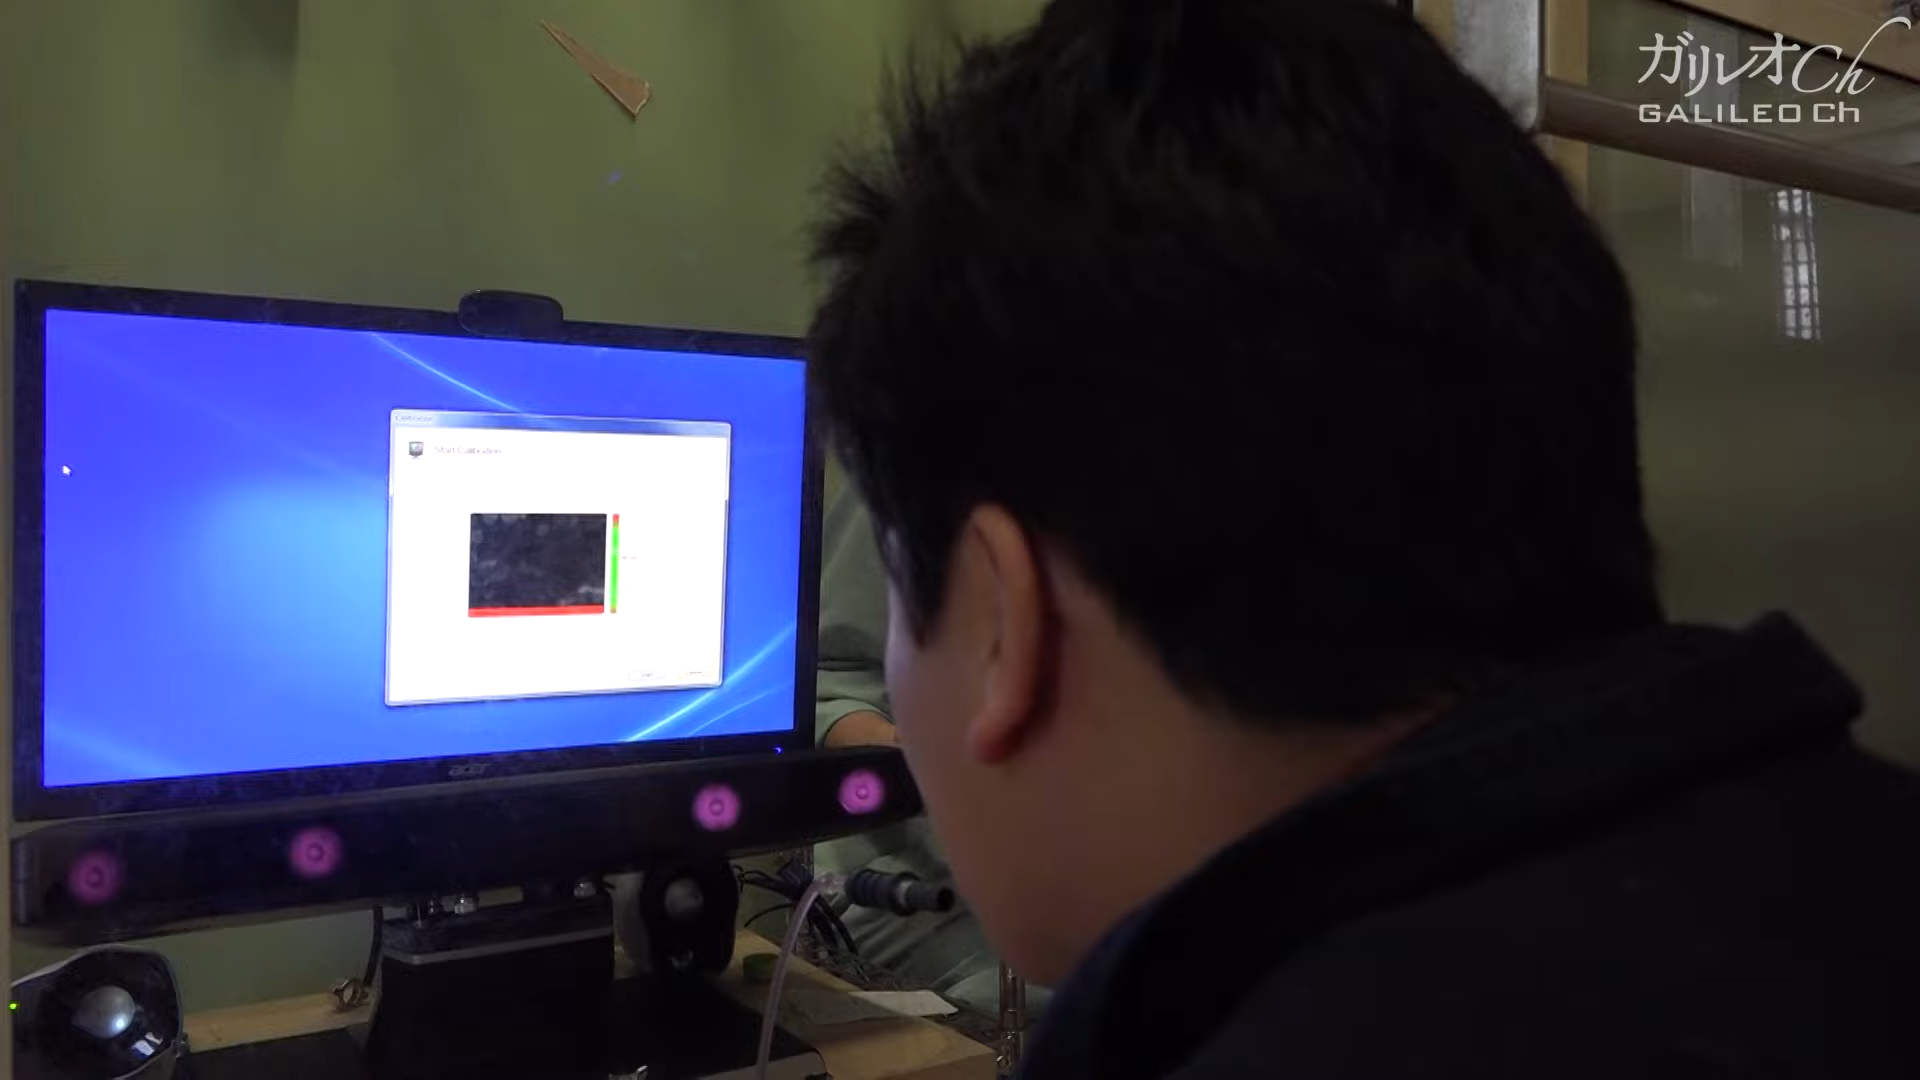 ガリレオCh
GALILEO Ch
Start Calibration
acer